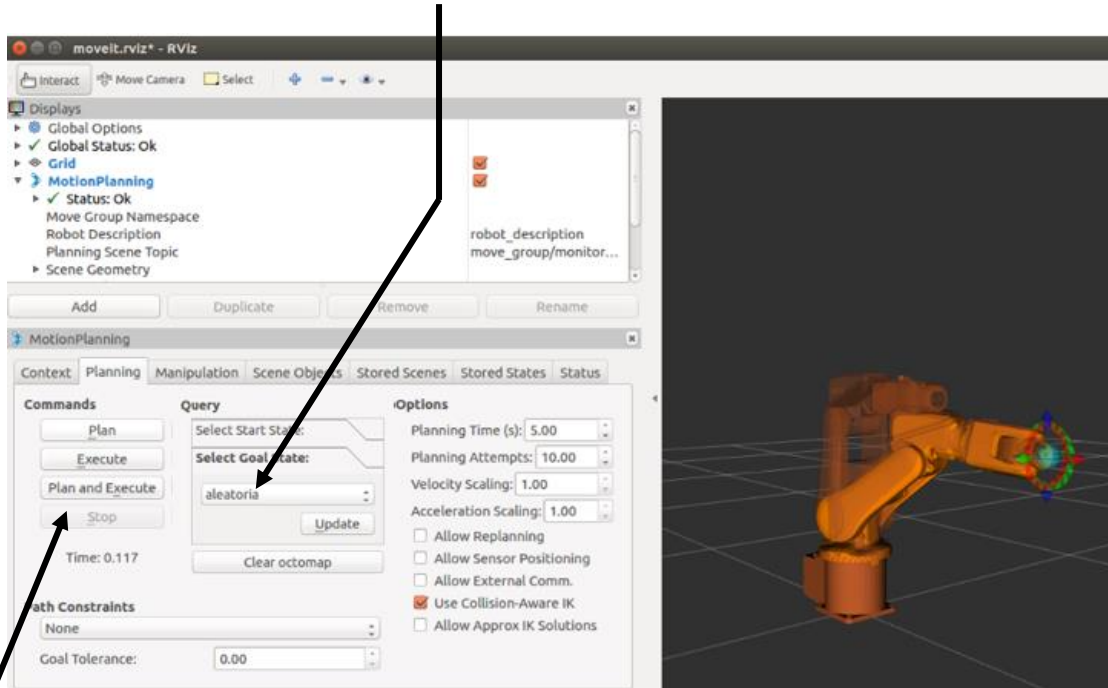 moveit.rviz* - RViz
Interact Move Camera Select
Displays
Global Options
Global Status: Ok
Grid
MotionPlanning
Status: Ok
Move Group Namespace
Robot Description robot_description
Planning Scene Topic move_group/monitor...
Scene Geometry
Add Duplicate Remove Rename
MotionPlanning
Context Planning Manipulation Scene Objects Stored Scenes Stored States Status
Commands Query Options
Plan Select Start State: Planning Time (s): 5.00
Execute Select Goal State: Planning Attempts: 10.00
Plan and Execute aleatoria Velocity Scaling: 1.00
Stop Update Acceleration Scaling: 1.00
Allow Replanning
Time: 0.117 Clear octomap Allow Sensor Positioning
Allow External Comm.
Path Constraints Use Collision-Aware IK
None Allow Approx IK Solutions
Goal Tolerance: 0.00